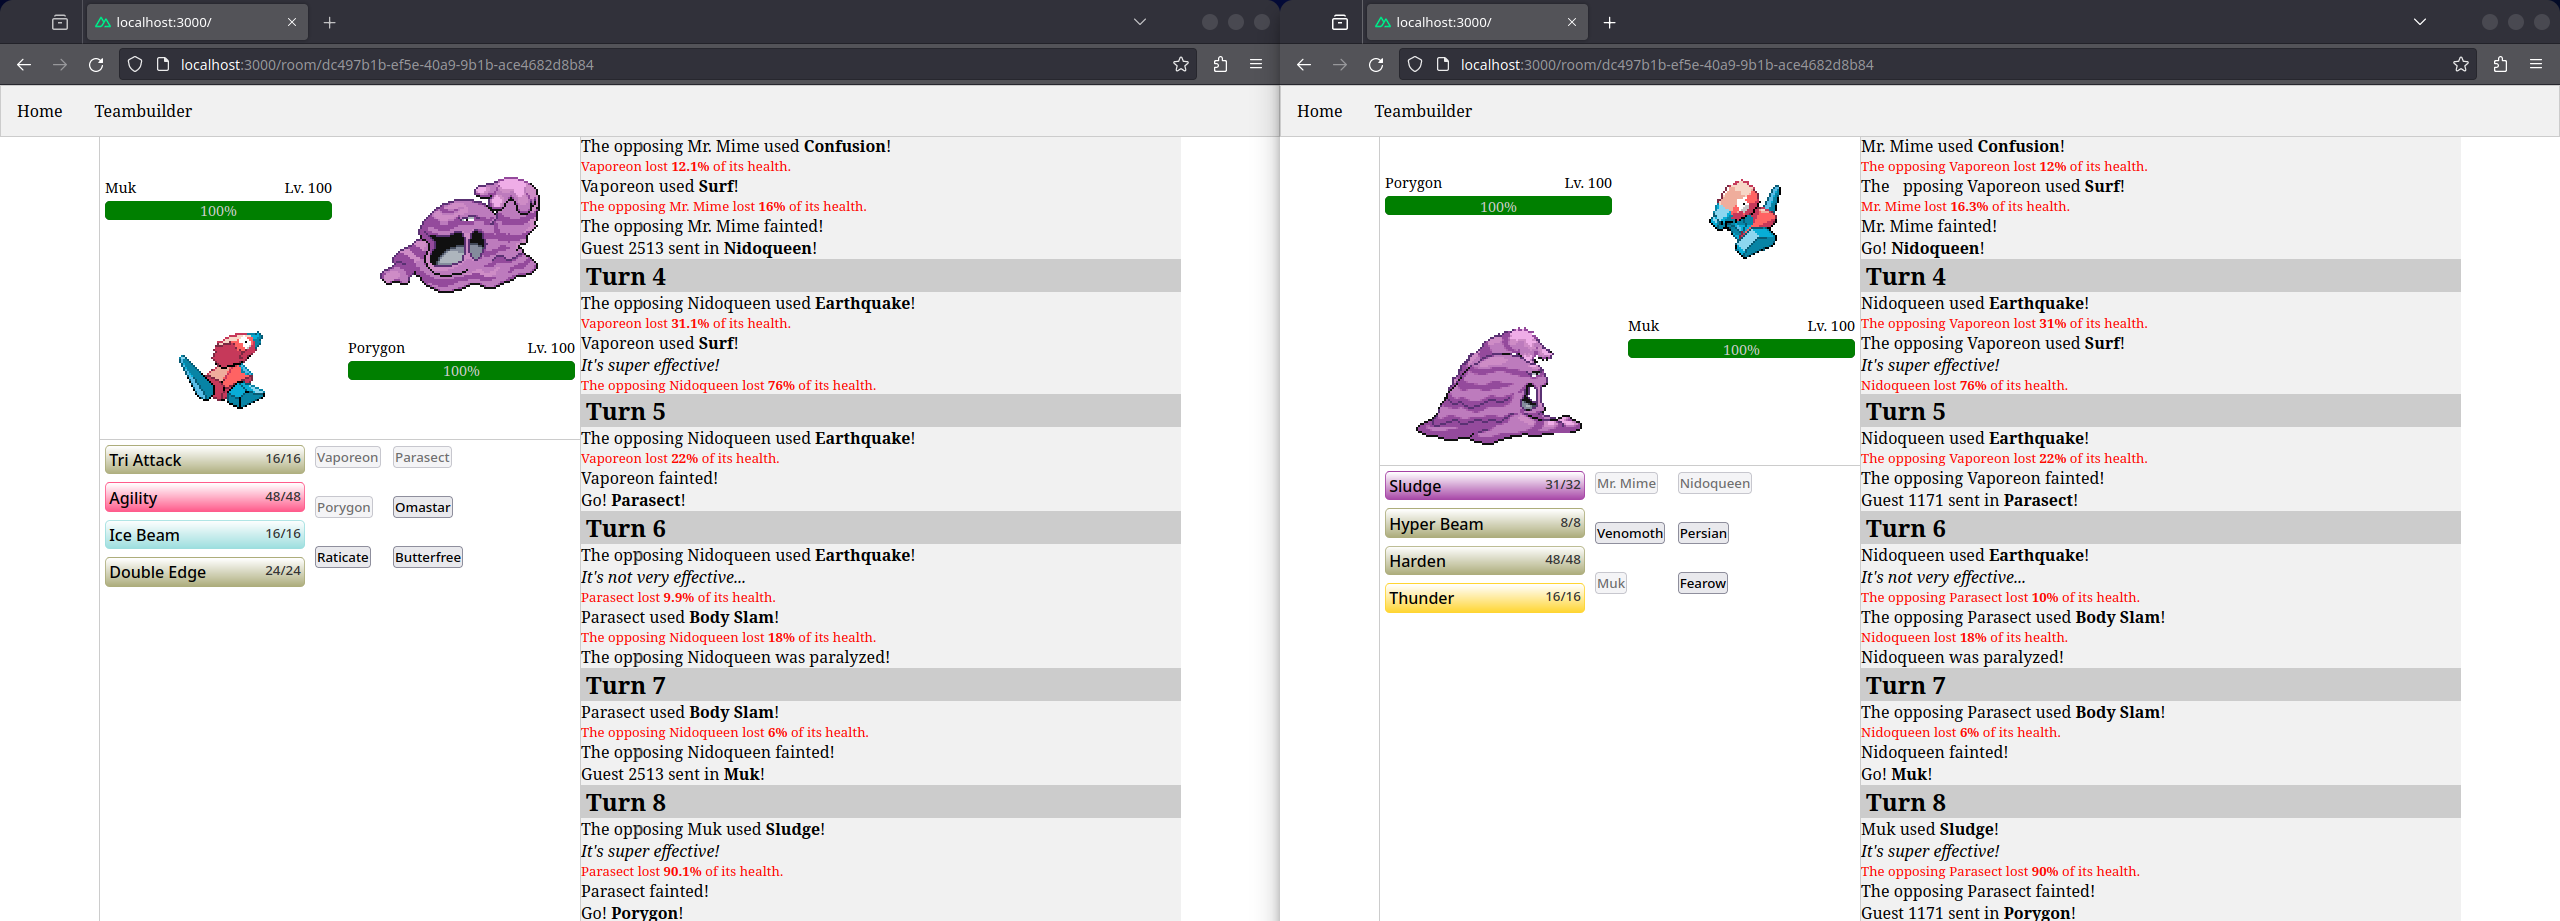 localhost:3000/
localhost:3000/room/dc497b1b-ef5e-40a9-9b1b-ace4682d8b84
Home Teambuilder
Muk Lv. 100
100%
Porygon Lv. 100
100%
Tri Attack 16/16
Agility 48/48
Ice Beam 16/16
Double Edge 24/24
Vaporeon Parasect
Porygon Omastar
Raticate Butterfree
The opposing Mr. Mime used Confusion!
Vaporeon lost 12.1% of its health.
Vaporeon used Surf!
The opposing Mr. Mime lost 16% of its health.
The opposing Mr. Mime fainted!
Guest 2513 sent in Nidoqueen!
Turn 4
The opposing Nidoqueen used Earthquake!
Vaporeon lost 31.1% of its health.
Vaporeon used Surf!
It's super effective!
The opposing Nidoqueen lost 76% of its health.
Turn 5
The opposing Nidoqueen used Earthquake!
Vaporeon lost 22% of its health.
Vaporeon fainted!
Go! Parasect!
Turn 6
The opposing Nidoqueen used Earthquake!
It's not very effective...
Parasect lost 9.9% of its health.
Parasect used Body Slam!
The opposing Nidoqueen lost 18% of its health.
The opposing Nidoqueen was paralyzed!
Turn 7
Parasect used Body Slam!
The opposing Nidoqueen lost 6% of its health.
The opposing Nidoqueen fainted!
Guest 2513 sent in Muk!
Turn 8
The opposing Muk used Sludge!
It's super effective!
Parasect lost 90.1% of its health.
Parasect fainted!
Go! Porygon!
localhost:3000/
localhost:3000/room/dc497b1b-ef5e-40a9-9b1b-ace4682d8b84
Home Teambuilder
Porygon Lv. 100
100%
Muk Lv. 100
100%
Sludge 31/32
Hyper Beam 8/8
Harden 48/48
Thunder 16/16
Mr. Mime Nidoqueen
Venomoth Persian
Muk Fearow
Mr. Mime used Confusion!
The opposing Vaporeon lost 12% of its health.
The pposing Vaporeon used Surf!
Mr. Mime lost 16.3% of its health.
Mr. Mime fainted!
Go! Nidoqueen!
Turn 4
Nidoqueen used Earthquake!
The opposing Vaporeon lost 31% of its health.
The opposing Vaporeon used Surf!
It's super effective!
Nidoqueen lost 76% of its health.
Turn 5
Nidoqueen used Earthquake!
The opposing Vaporeon lost 22% of its health.
The opposing Vaporeon fainted!
Guest 1171 sent in Parasect!
Turn 6
Nidoqueen used Earthquake!
It's not very effective...
The opposing Parasect lost 10% of its health.
The opposing Parasect used Body Slam!
Nidoqueen lost 18% of its health.
Nidoqueen was paralyzed!
Turn 7
The opposing Parasect used Body Slam!
Nidoqueen lost 6% of its health.
Nidoqueen fainted!
Go! Muk!
Turn 8
Muk used Sludge!
It's super effective!
The opposing Parasect lost 90% of its health.
The opposing Parasect fainted!
Guest 1171 sent in Porygon!